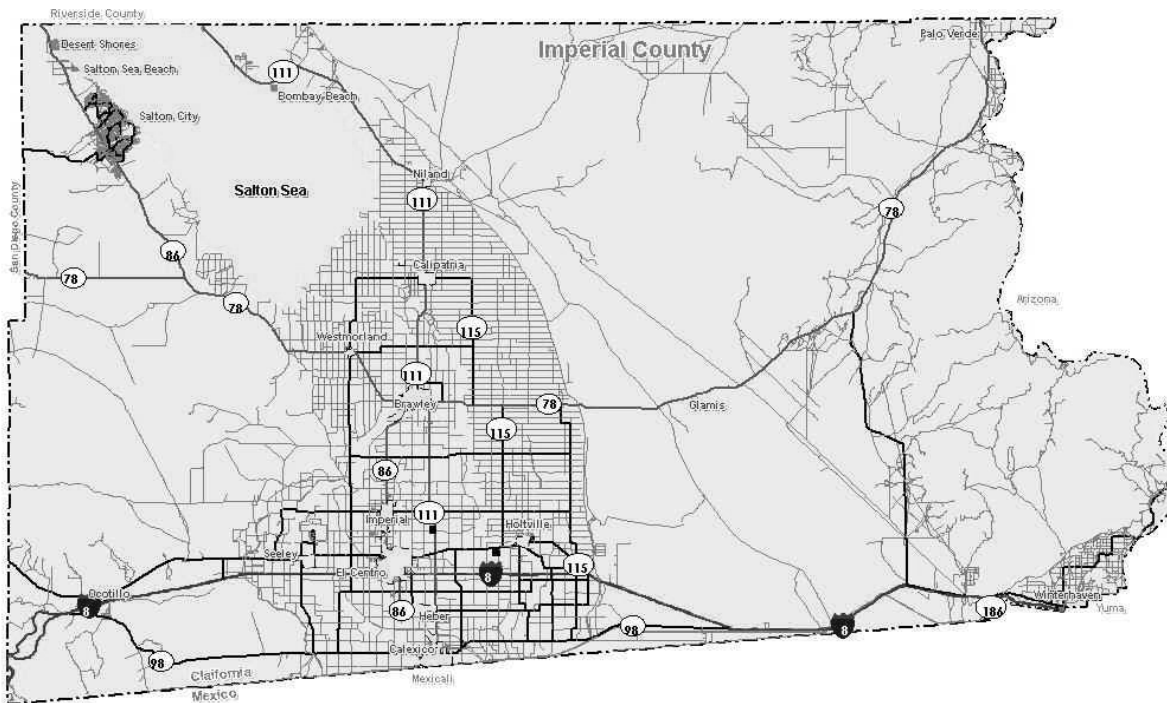 Riverside County
Imperial County
Palo Verde
Desert Shores
Salton Sea Beach
111
Bombay Beach
Salton City
Niland
Salton Sea
111
78
San Diego County
86
78
Calipatria
78
Arizona
115
Westmorland
111
Brawley
78
Glamis
115
86
Imperial
111
Holtville
Seeley
El Centro
8
115
Ocotillo
8
86
Heber
98
8
186
Winterhaven
Yuma
Calexico
98
Claifornia
Mexicali
Mexico